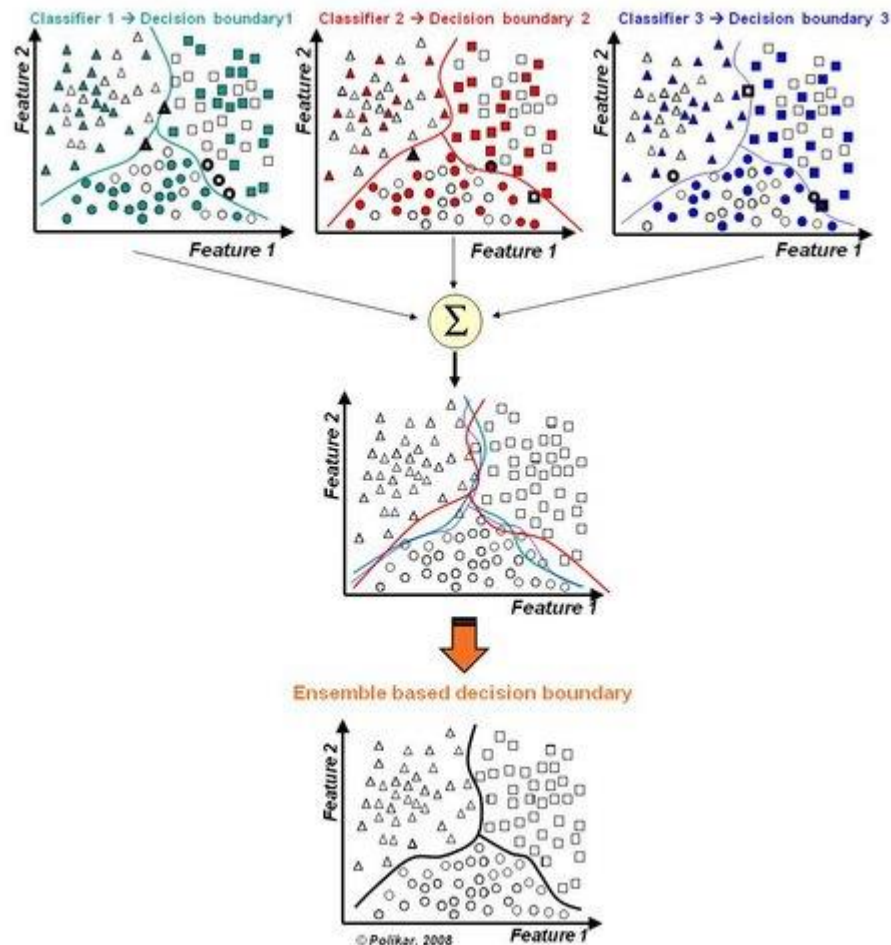 Classifier 1 → Decision boundary1
Classifier 2 → Decision boundary 2
Classifier 3 → Decision boundary 3
Feature 2
Feature 1
Feature 2
Feature 1
Feature 2
Feature 1
Σ
Feature 2
Feature 1
Ensemble based decision boundary
Feature 2
Feature 1
© Polikar, 2008